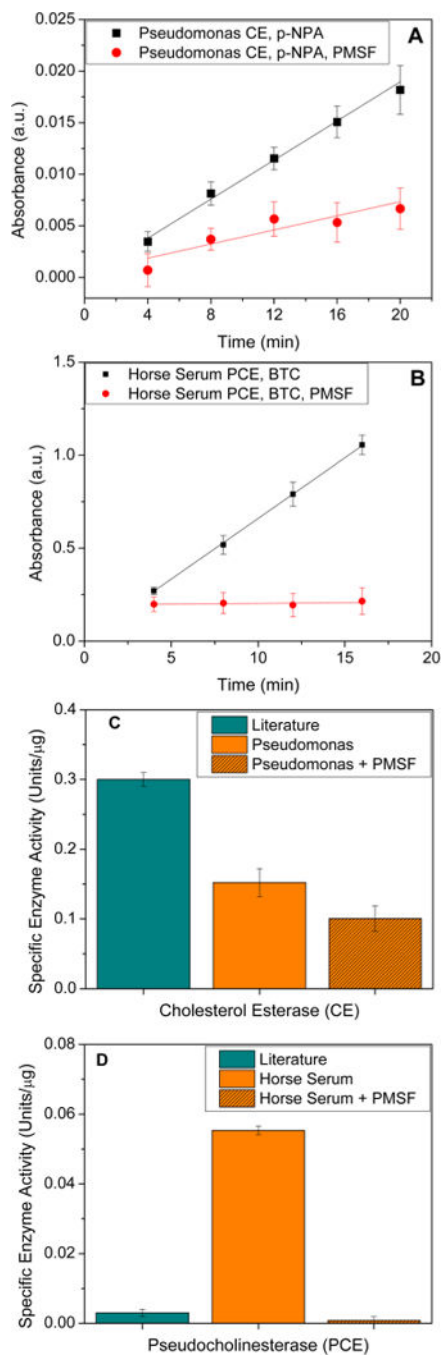 0.025
A
Pseudomonas CE, p-NPA
Pseudomonas CE, p-NPA, PMSF
0.020
0.015
0.010
0.005
0.000
Absorbance (a.u.)
0 4 8 12 16 20
Time (min)
1.5
B
Horse Serum PCE, BTC
Horse Serum PCE, BTC, PMSF
1.0
0.5
0.0
Absorbance (a.u.)
0 5 10 15 20
Time (min)
0.4
C
Literature
Pseudomonas
Pseudomonas + PMSF
0.3
0.2
0.1
0.0
Specific Enzyme Activity (Units/μg)
Cholesterol Esterase (CE)
0.08
D
Literature
Horse Serum
Horse Serum + PMSF
0.06
0.04
0.02
0.00
Specific Enzyme Activity (Units/μg)
Pseudocholinesterase (PCE)